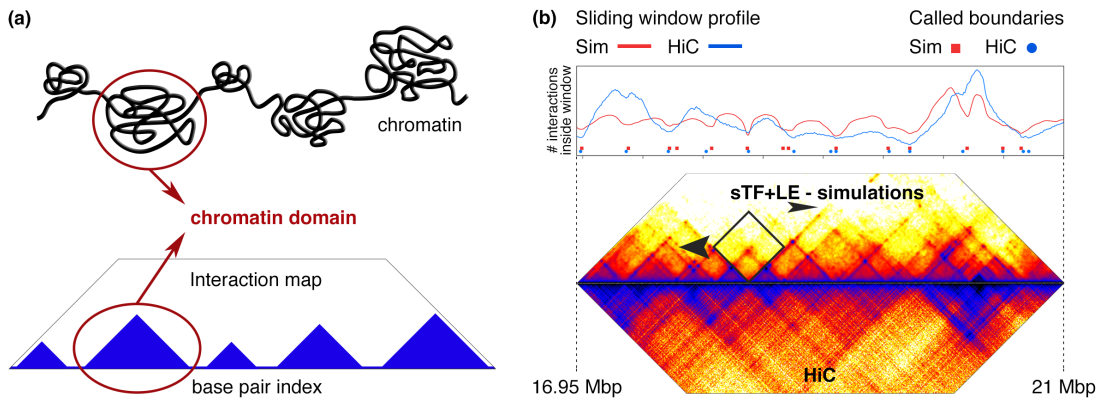 (a)
chromatin
chromatin domain
Interaction map
base pair index
(b)
Sliding window profile
Sim HiC
Called boundaries
Sim HiC
# interactions
inside window
sTF+LE - simulations
HiC
16.95 Mbp
21 Mbp